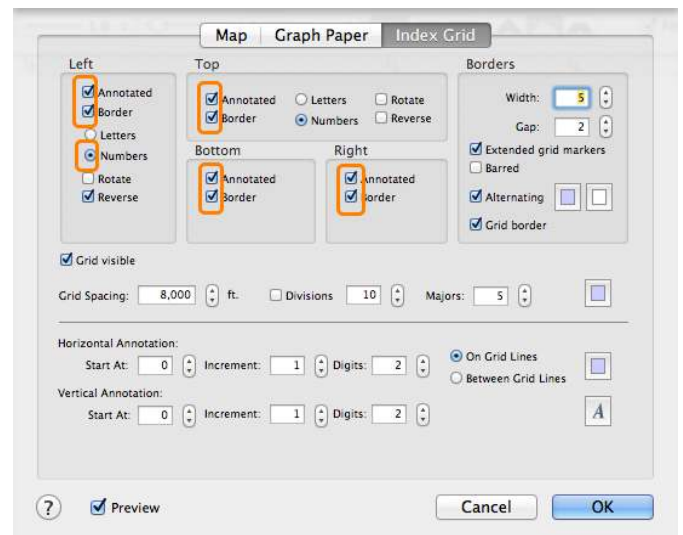 Map Graph Paper Index Grid
Left
Annotated
Border
Letters
Numbers
Rotate
Reverse
Top
Annotated Letters Rotate
Border Numbers Reverse
Bottom
Annotated
Border
Right
Annotated
Border
Borders
Width: 5
Gap: 2
Extended grid markers
Barred
Alternating
Grid border
Grid visible
Grid Spacing: 8,000 ft. Divisions 10 Majors: 5
Horizontal Annotation:
Start At: 0 Increment: 1 Digits: 2
Vertical Annotation:
Start At: 0 Increment: 1 Digits: 2
On Grid Lines
Between Grid Lines
A
? Preview Cancel OK